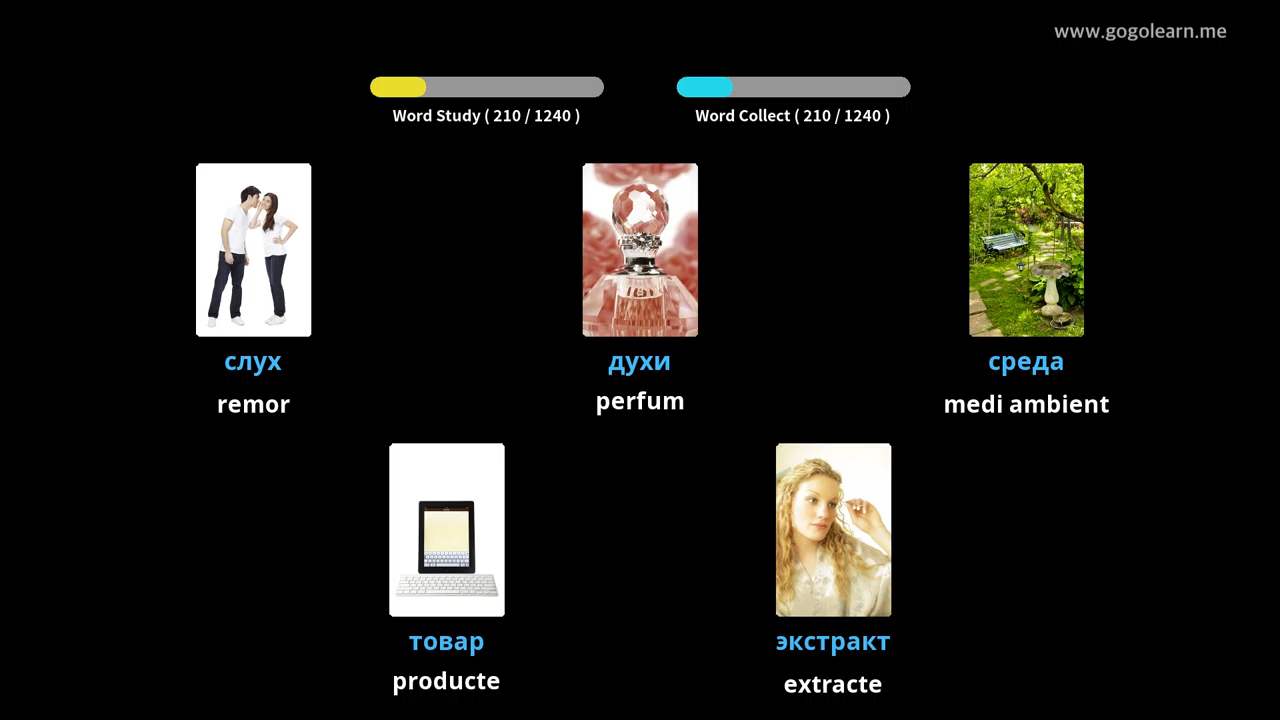 www.gogolearn.me
Word Study ( 210 / 1240 )
Word Collect ( 210 / 1240 )
слух
remor
духи
perfum
среда
medi ambient
товар
producte
экстракт
extracte